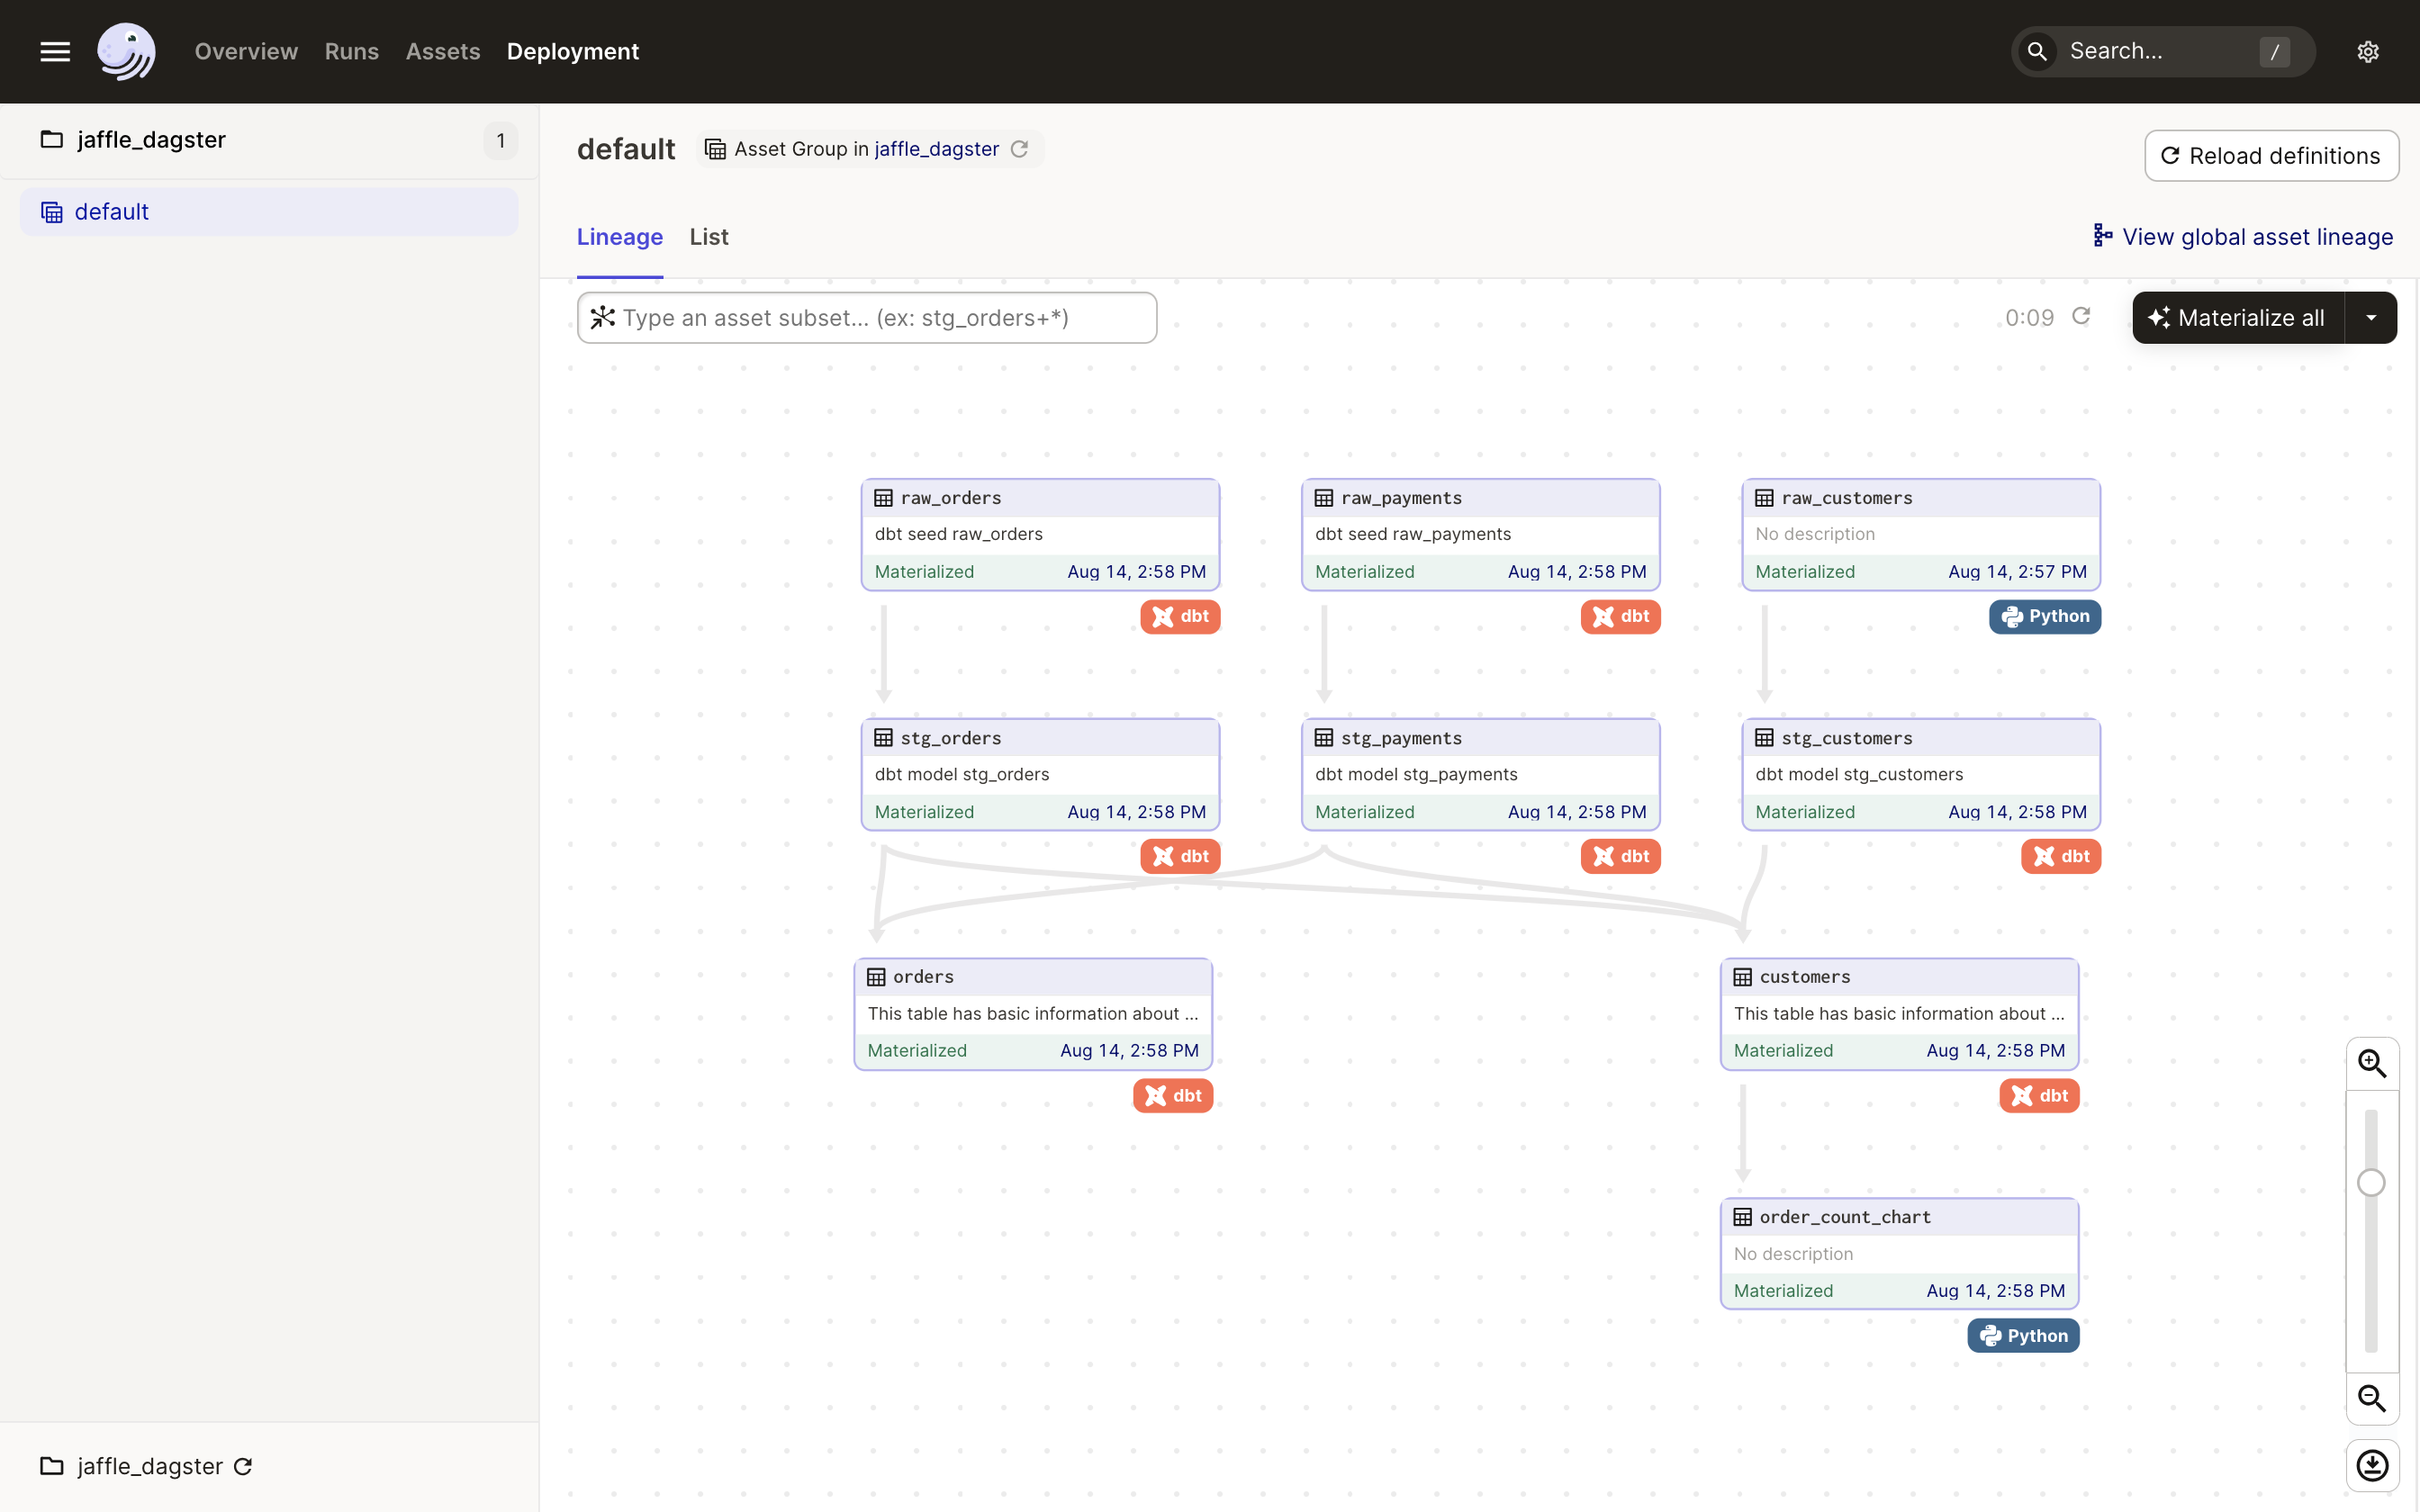 Overview Runs Assets Deployment
Search... /
jaffle_dagster 1
default
default Asset Group in jaffle_dagster
Reload definitions
Lineage List
View global asset lineage
Type an asset subset… (ex: stg_orders+*)
0:09
Materialize all
raw_orders
dbt seed raw_orders
Materialized Aug 14, 2:58 PM
dbt
raw_payments
dbt seed raw_payments
Materialized Aug 14, 2:58 PM
dbt
raw_customers
No description
Materialized Aug 14, 2:57 PM
Python
stg_orders
dbt model stg_orders
Materialized Aug 14, 2:58 PM
dbt
stg_payments
dbt model stg_payments
Materialized Aug 14, 2:58 PM
dbt
stg_customers
dbt model stg_customers
Materialized Aug 14, 2:58 PM
dbt
orders
This table has basic information about ...
Materialized Aug 14, 2:58 PM
dbt
customers
This table has basic information about ...
Materialized Aug 14, 2:58 PM
dbt
order_count_chart
No description
Materialized Aug 14, 2:58 PM
Python
jaffle_dagster